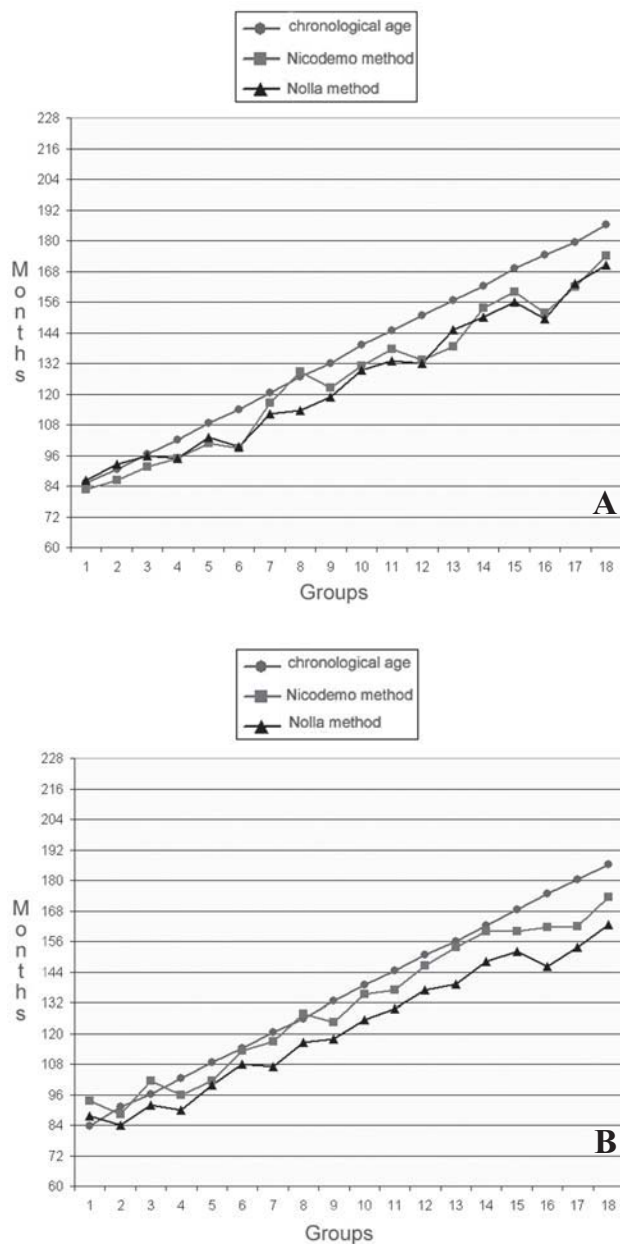 chronological age
Nicodemo method
Nolla method
228
216
204
192
180
168
156
144
132
120
108
96
84
72
60
Months
A
1 2 3 4 5 6 7 8 9 10 11 12 13 14 15 16 17 18
Groups
chronological age
Nicodemo method
Nolla method
228
216
204
192
180
168
156
144
132
120
108
96
84
72
60
Months
B
1 2 3 4 5 6 7 8 9 10 11 12 13 14 15 16 17 18
Groups